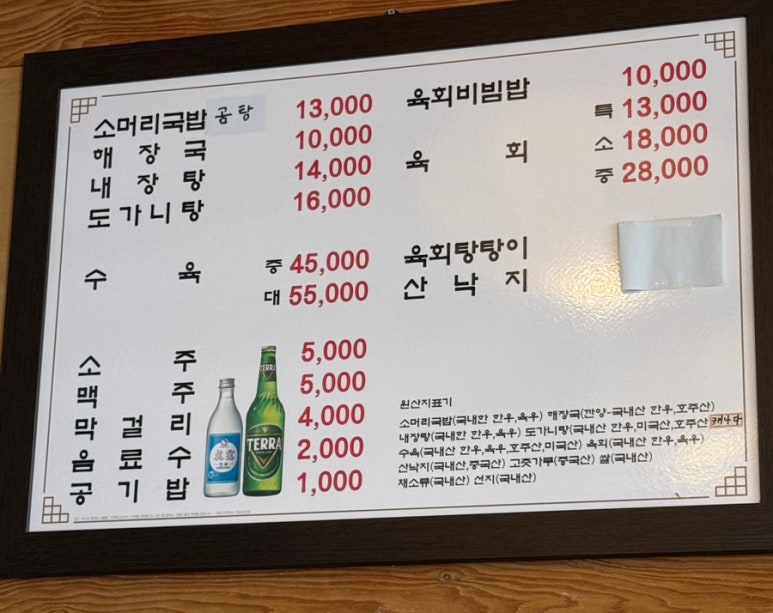 소머리국밥 곰탕 13,000
해장국 10,000
내장탕 14,000
도가니탕 16,000
수육 중 45,000
대 55,000
소주 5,000
맥주 5,000
막걸리 4,000
음료수 2,000
공기밥 1,000
TERRA
TERRA
육회비빔밥 10,000
특 13,000
육회 소 18,000
중 28,000
육회탕탕이
산낙지
원산지표기
소머리국밥(국내한 한우,육우) 해장국(한양-국내산 한우,호주산)
내장탕(국내한 한우,육우) 도가니탕(국내산 한우,미국산,호주산
수육(국내산 한우,육우,호주산,미국산) 육회(국내산 한우,육우)
산낙지(국내산,중국산) 고춧가루(중국산) 쌀(국내산)
채소류(국내산) 선지(국내산)